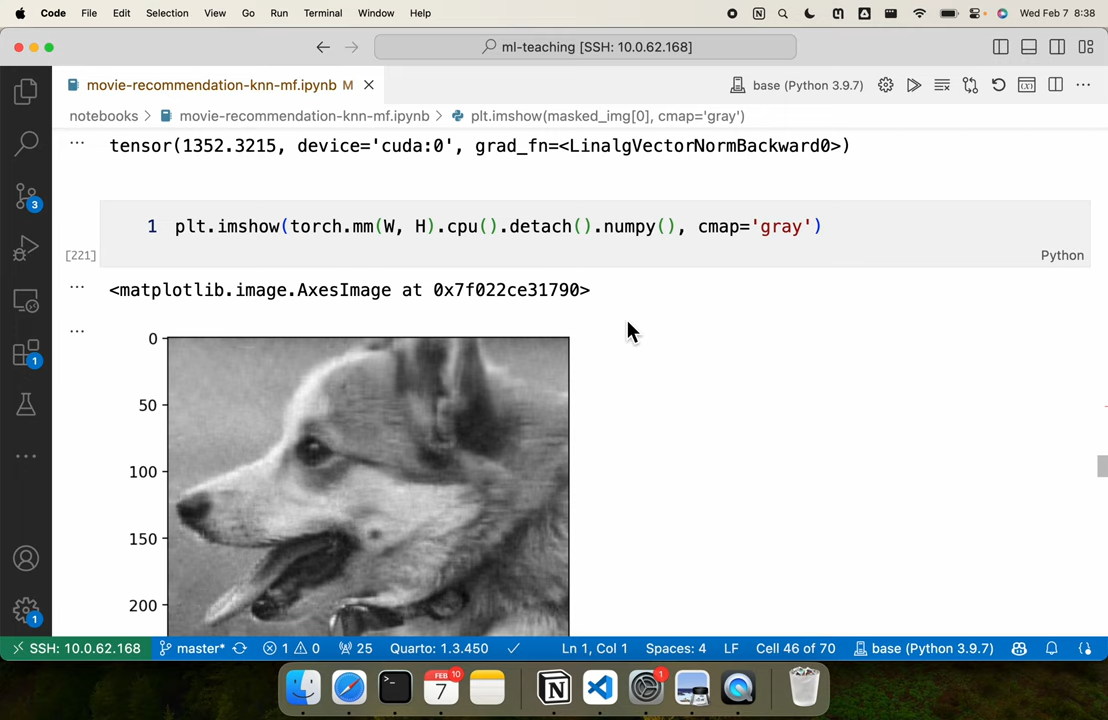 Code File Edit Selection View Go Run Terminal Window Help Wed Feb 7 8:38
ml-teaching [SSH: 10.0.62.168]
movie-recommendation-knn-mf.ipynb M
base (Python 3.9.7)
notebooks > movie-recommendation-knn-mf.ipynb > plt.imshow(masked_img[0], cmap='gray')
... tensor(1352.3215, device='cuda:0', grad_fn=<LinalgVectorNormBackward0>)
3
1 plt.imshow(torch.mm(W, H).cpu().detach().numpy(), cmap='gray')
[221] Python
... <matplotlib.image.AxesImage at 0x7f022ce31790>
...
0
1
50
100
150
200
1
SSH: 10.0.62.168 master* 1 0 25 Quarto: 1.3.450 Ln 1, Col 1 Spaces: 4 LF Cell 46 of 70 base (Python 3.9.7)
FEB 10 1
7